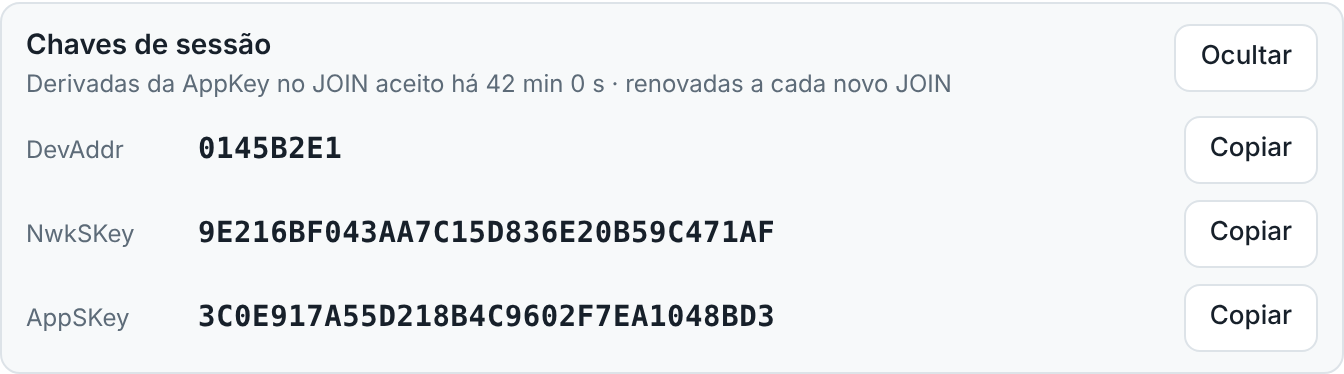 Chaves de sessão
Ocultar
Derivadas da AppKey no JOIN aceito há 42 min 0 s · renovadas a cada novo JOIN
DevAddr 0145B2E1 Copiar
NwkSKey 9E216BF043AA7C15D836E20B59C471AF Copiar
AppSKey 3C0E917A55D218B4C9602F7EA1048BD3 Copiar